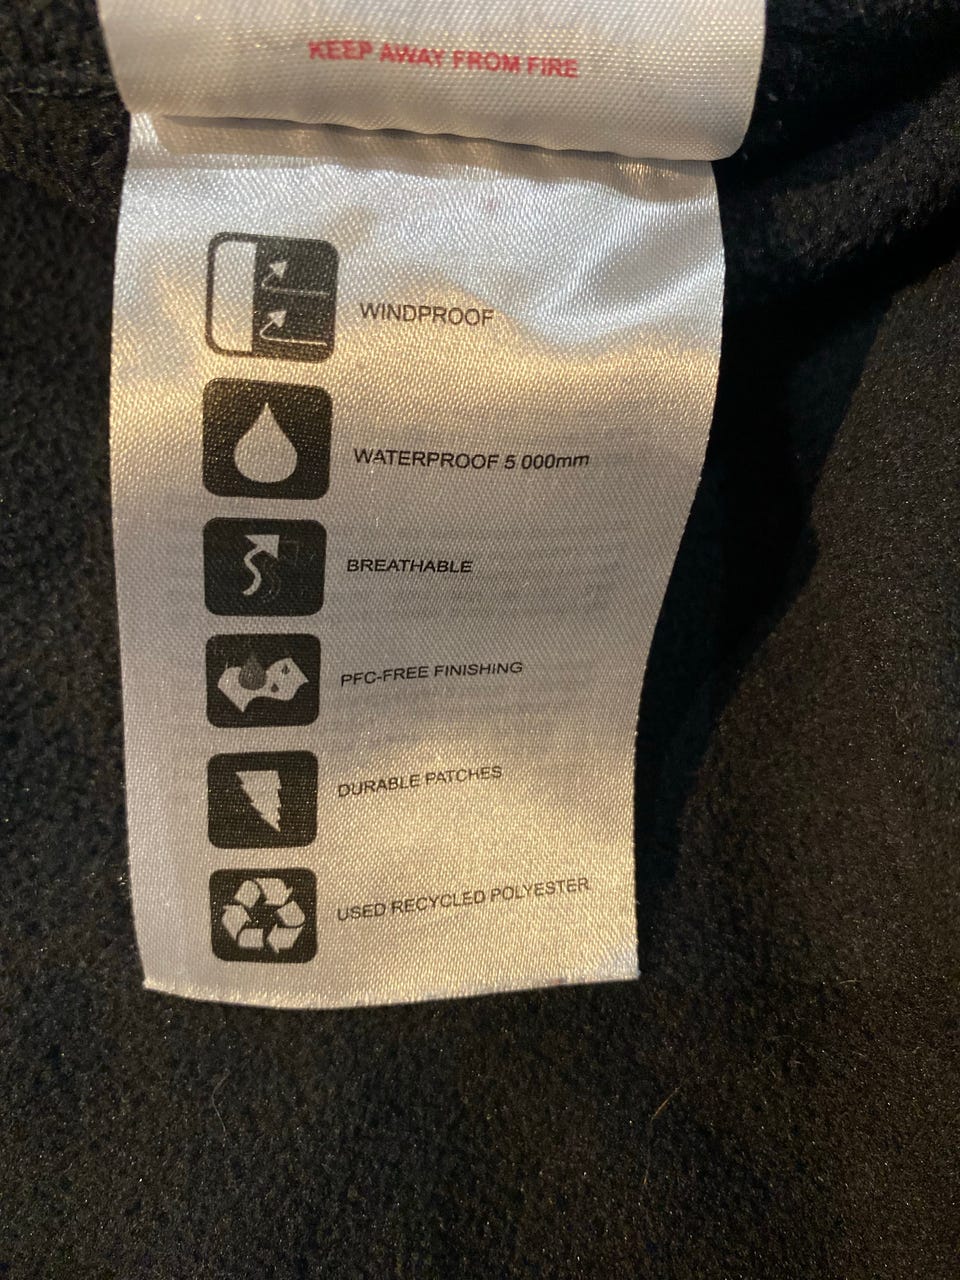 KEEP AWAY FROM FIRE
WINDPROOF
WATERPROOF 5 000mm
BREATHABLE
PFC-FREE FINISHING
DURABLE PATCHES
USED RECYCLED POLYESTER